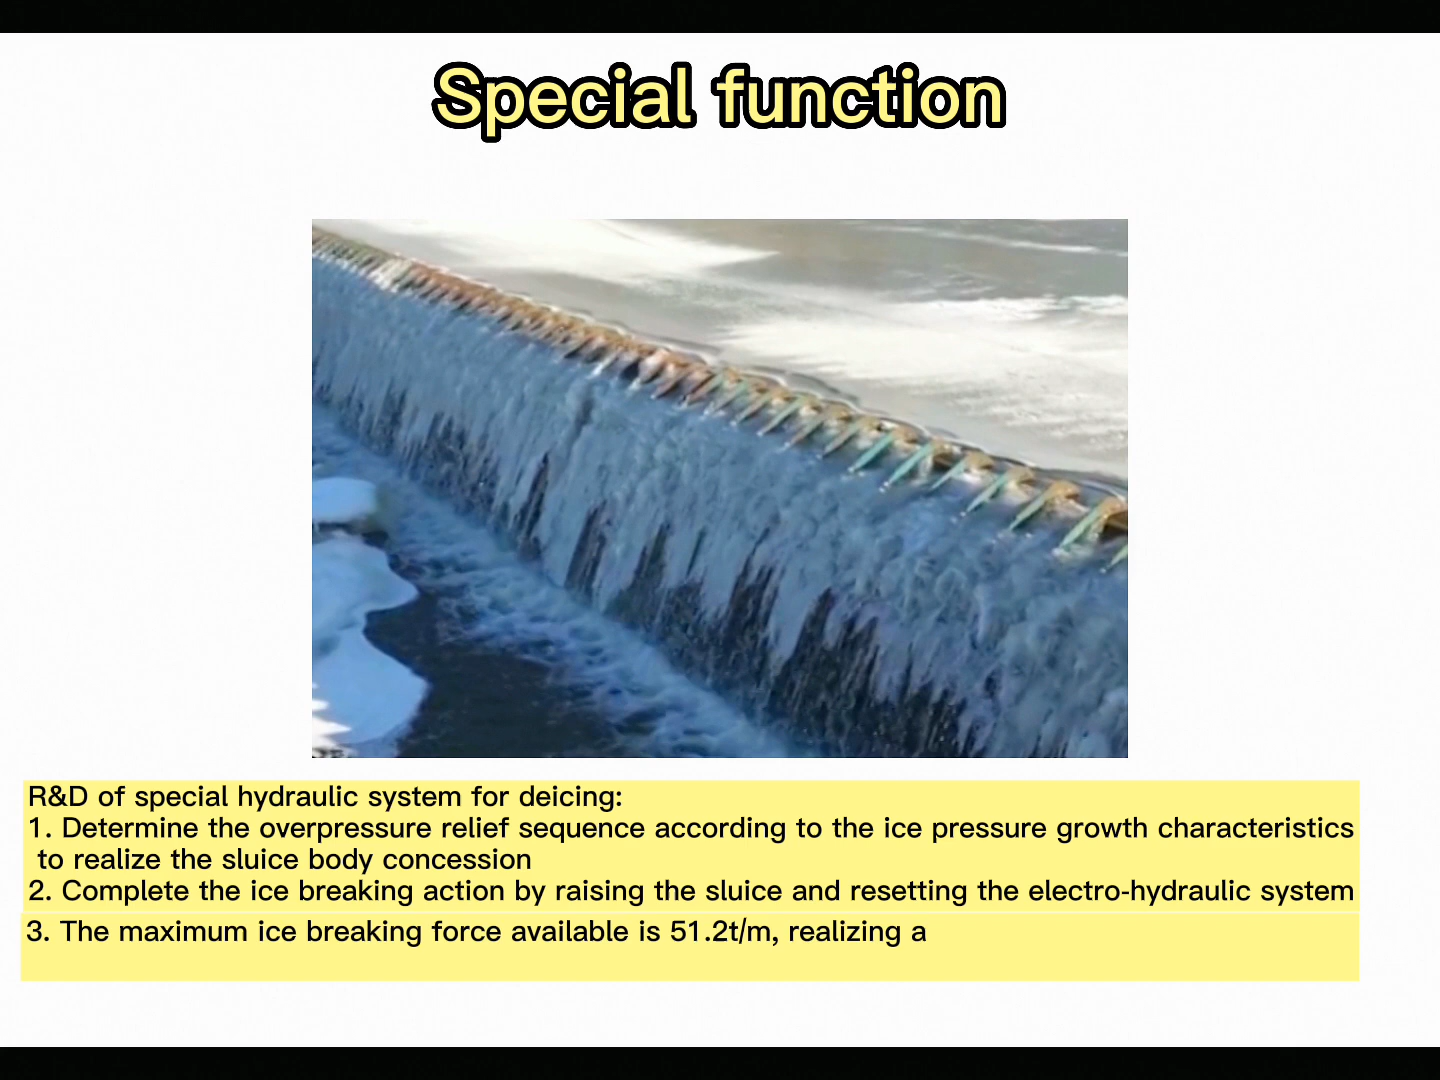 Special function
R&D of special hydraulic system for deicing:
1. Determine the overpressure relief sequence according to the ice pressure growth characteristics
to realize the sluice body concession
2. Complete the ice breaking action by raising the sluice and resetting the electro-hydraulic system
3. The maximum ice breaking force available is 51.2t/m, realizing a